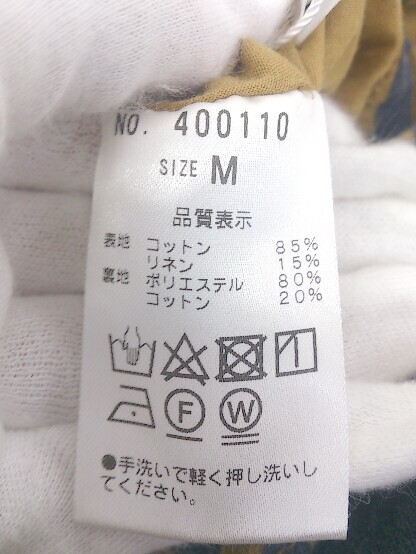 NO. 400110
SIZE M
品質表示
表地 コットン 85%
リネン 15%
裏地 ポリエステル 80%
コットン 20%
F W
●手洗いで軽く押し洗いし
てください。